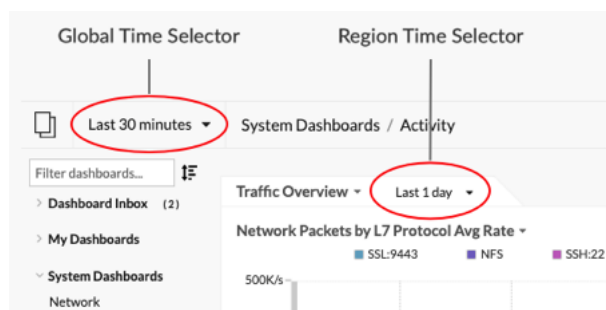 Global Time Selector
Region Time Selector
Last 30 minutes
System Dashboards / Activity
Filter dashboards...
Dashboard Inbox (2)
My Dashboards
System Dashboards
Network
Traffic Overview
Last 1 day
Network Packets by L7 Protocol Avg Rate
SSL:9443
NFS
SSH:22
500K/s